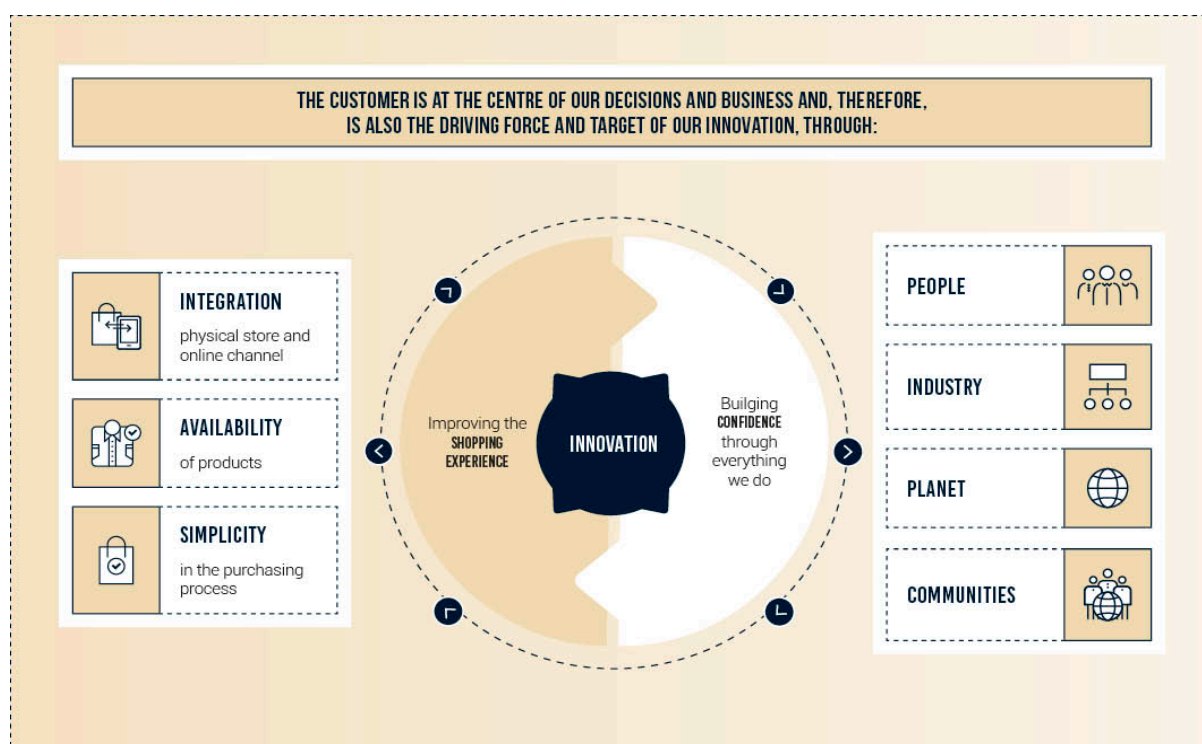 THE CUSTOMER IS AT THE CENTRE OF OUR DECISIONS AND BUSINESS AND, THEREFORE,
IS ALSO THE DRIVING FORCE AND TARGET OF OUR INNOVATION, THROUGH:
INTEGRATION
physical store and
online channel
AVAILABILITY
of products
SIMPLICITY
in the purchasing
process
Improving the
SHOPPING
EXPERIENCE
INNOVATION
Builging
CONFIDENCE
through
everything
we do
PEOPLE
INDUSTRY
PLANET
COMMUNITIES